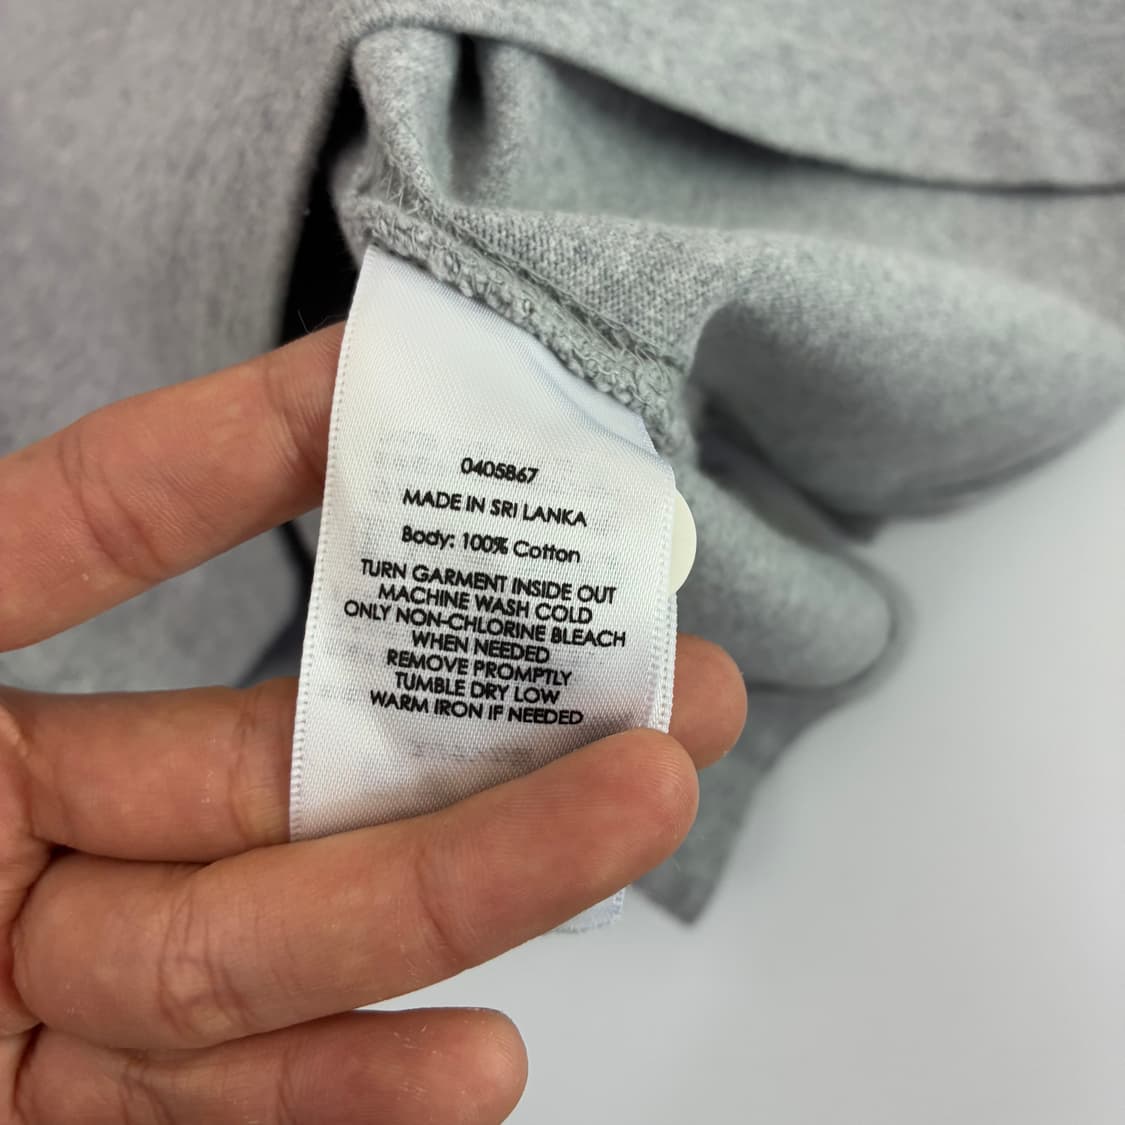 0405867
MADE IN SRI LANKA
Body: 100% Cotton
TURN GARMENT INSIDE OUT
MACHINE WASH COLD
ONLY NON-CHLORINE BLEACH
WHEN NEEDED
REMOVE PROMPTLY
TUMBLE DRY LOW
WARM IRON IF NEEDED